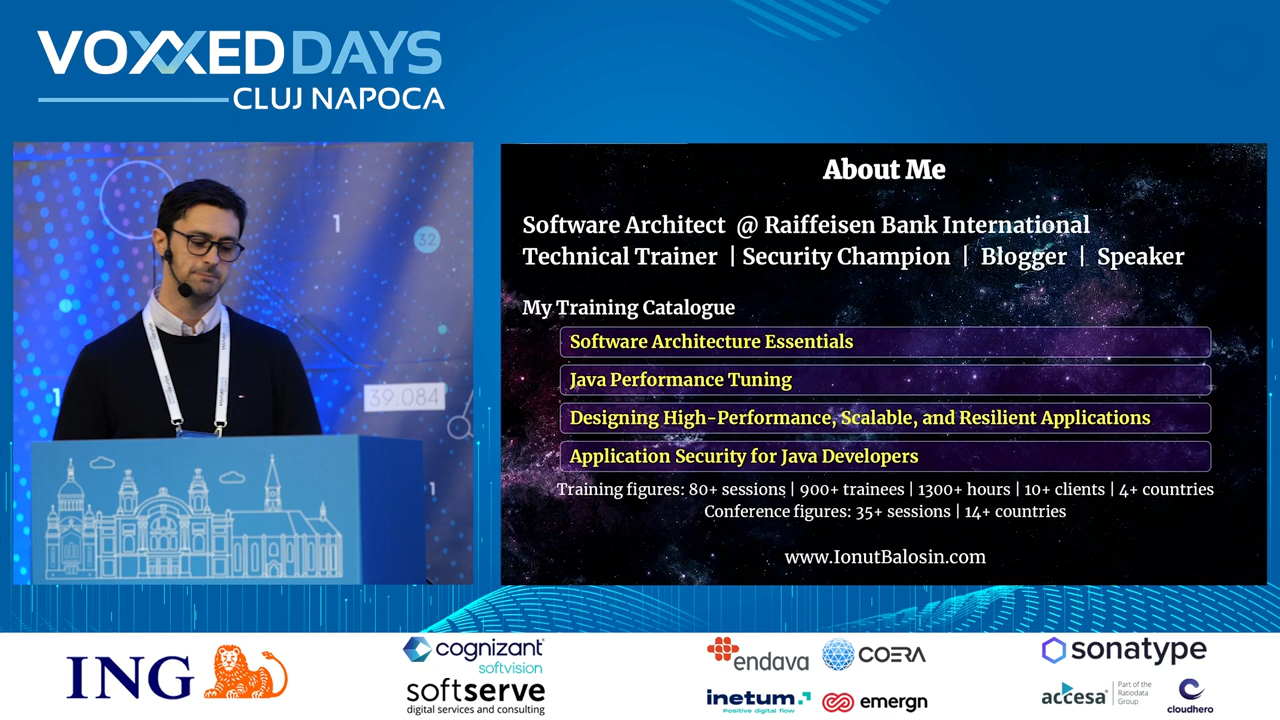 VOXXEDDAYS
CLUJ NAPOCA
1
32
39.084
1
1
About Me
Software Architect @ Raiffeisen Bank International
Technical Trainer | Security Champion | Blogger | Speaker
My Training Catalogue
Software Architecture Essentials
Java Performance Tuning
Designing High-Performance, Scalable, and Resilient Applications
Application Security for Java Developers
Training figures: 80+ sessions | 900+ trainees | 1300+ hours | 10+ clients | 4+ countries
Conference figures: 35+ sessions | 14+ countries
www.IonutBalosin.com
ING
cognizant
softvision
softserve
digital services and consulting
endava
COERA
inetum.
Positive digital flow
emergn
sonatype
accesa
Part of the
Ratiodata
Group
cloudhero